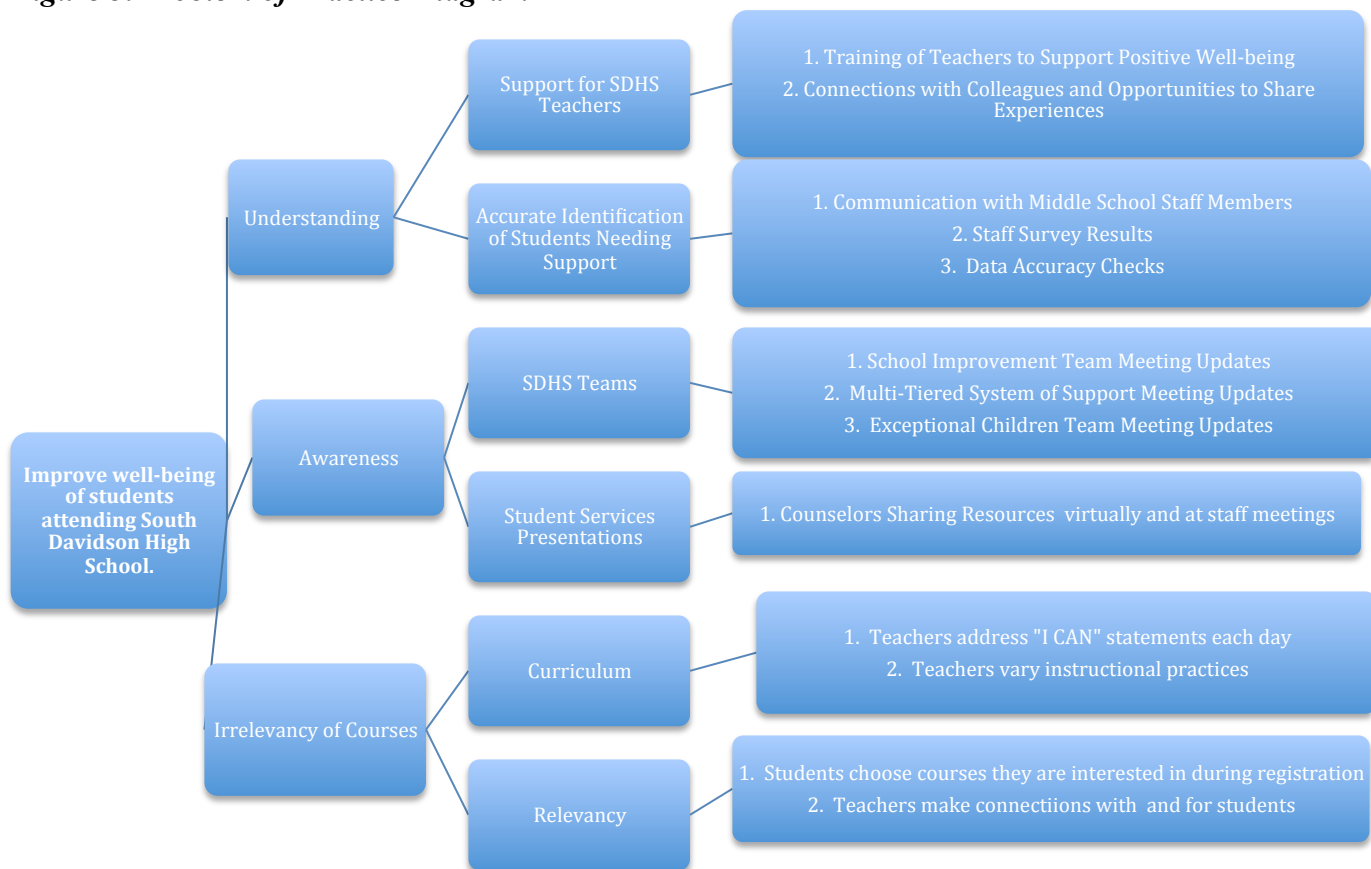 Support for SDHS
Teachers
1. Training of Teachers to Support Positive Well-being
2. Connections with Colleagues and Opportunities to Share
Experiences
Understanding
Accurate Identification
of Students Needing
Support
1. Communication with Middle School Staff Members
2. Staff Survey Results
3. Data Accuracy Checks
Improve well-being
of students
attending South
Davidson High
School.
Awareness
SDHS Teams
1. School Improvement Team Meeting Updates
2. Multi-Tiered System of Support Meeting Updates
3. Exceptional Children Team Meeting Updates
Student Services
Presentations
1. Counselors Sharing Resources virtually and at staff meetings
Irrelevancy of Courses
Curriculum
1. Teachers address "I CAN" statements each day
2. Teachers vary instructional practices
Relevancy
1. Students choose courses they are interested in during registration
2. Teachers make connectiions with and for students